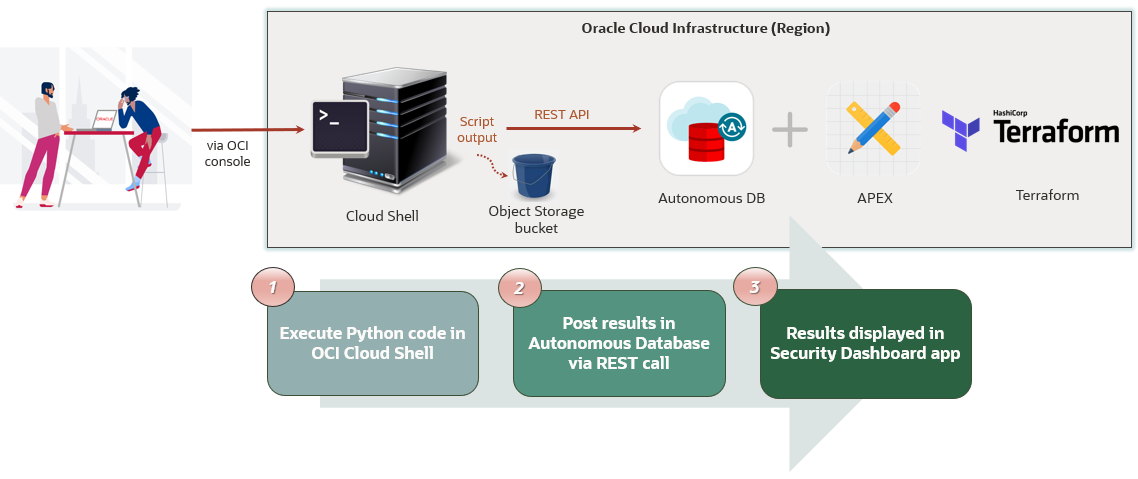 Oracle Cloud Infrastructure (Region)
ORACLE
via OCI
console
>_
Cloud Shell
Script
output
REST API
Object Storage
bucket
A
Autonomous DB
APEX
HashiCorp
Terraform
Terraform
1
Execute Python code in
OCI Cloud Shell
2
Post results in
Autonomous Database
via REST call
3
Results displayed in
Security Dashboard app